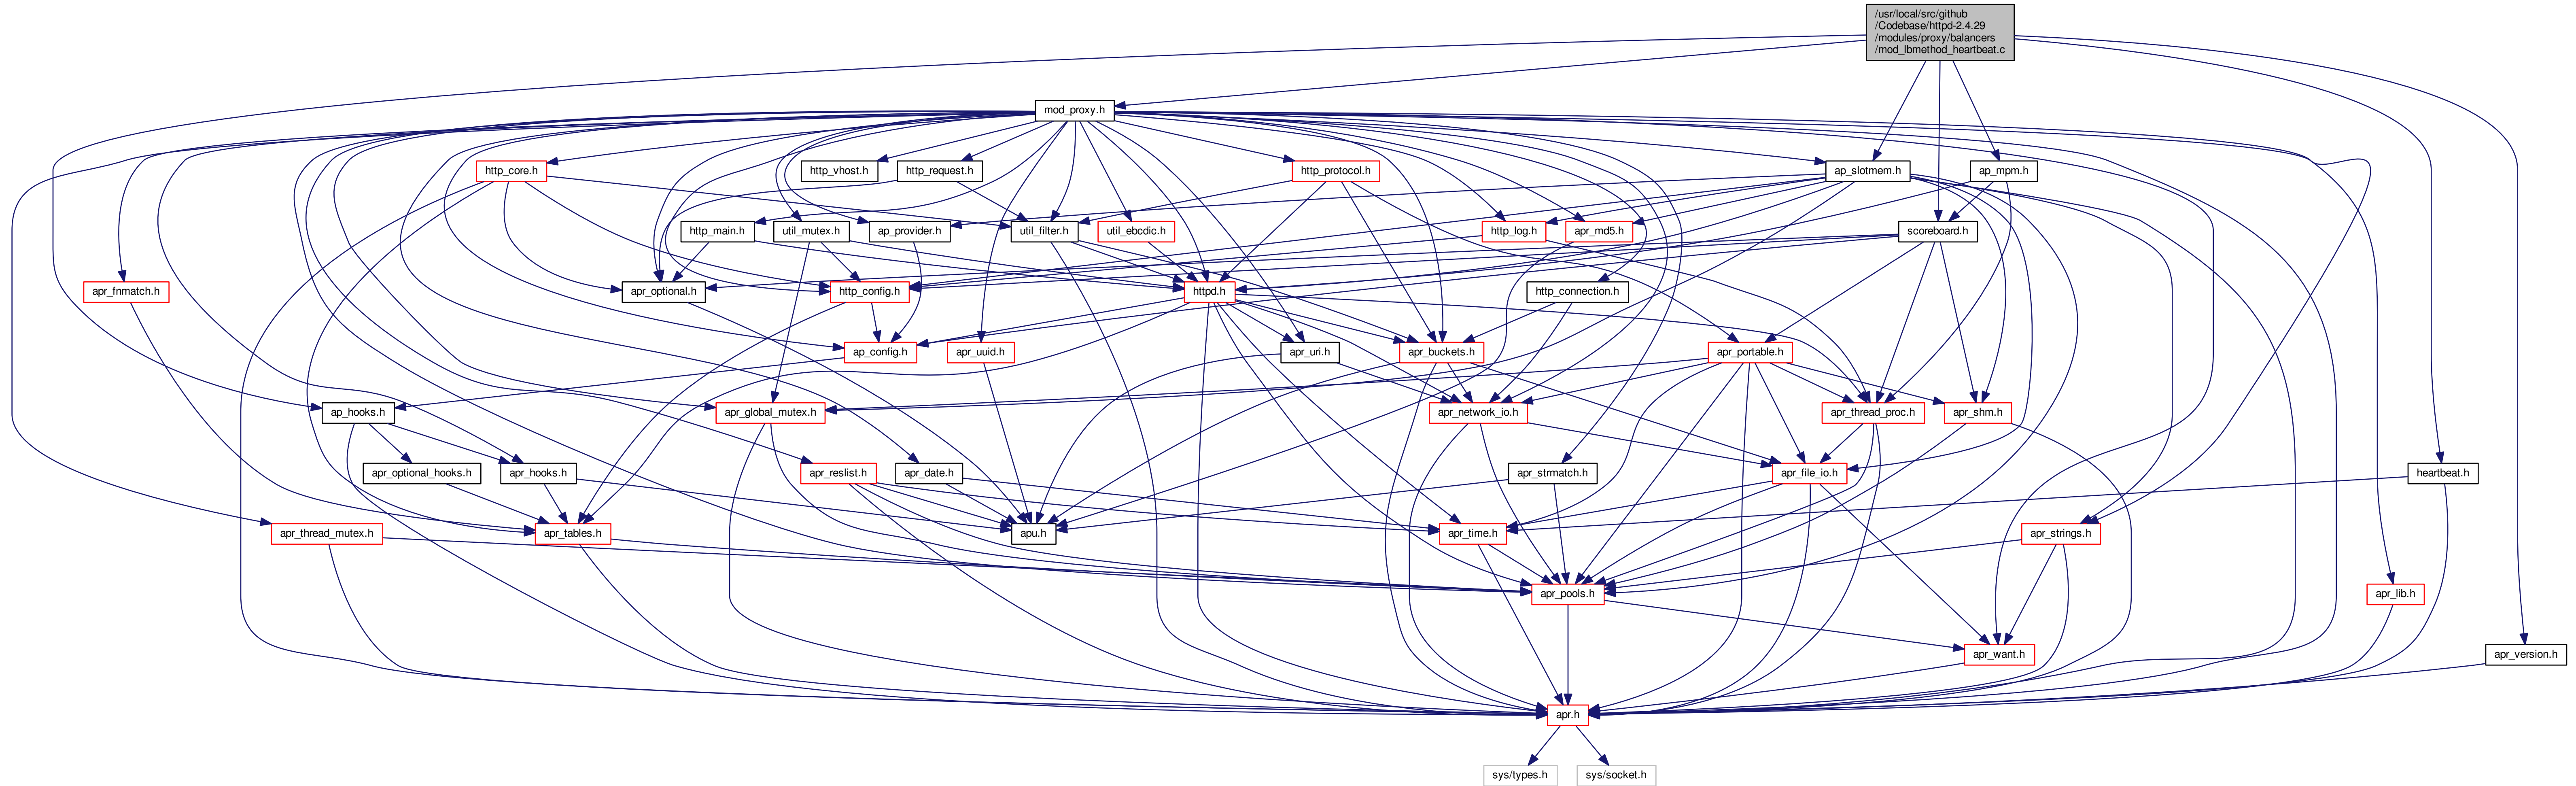 /usr/local/src/github
/Codebase/httpd-2.4.29
/modules/proxy/balancers
/mod_lbmethod_heartbeat.c
mod_proxy.h
http_core.h
http_vhost.h
http_request.h
http_protocol.h
ap_slotmem.h
ap_mpm.h
http_main.h
util_mutex.h
ap_provider.h
util_filter.h
util_ebcdic.h
http_log.h
apr_md5.h
scoreboard.h
apr_fnmatch.h
apr_optional.h
http_config.h
httpd.h
http_connection.h
ap_config.h
apr_uuid.h
apr_uri.h
apr_buckets.h
apr_portable.h
ap_hooks.h
apr_global_mutex.h
apr_network_io.h
apr_thread_proc.h
apr_shm.h
apr_optional_hooks.h
apr_hooks.h
apr_reslist.h
apr_date.h
apr_strmatch.h
apr_file_io.h
heartbeat.h
apr_thread_mutex.h
apr_tables.h
apu.h
apr_time.h
apr_strings.h
apr_pools.h
apr_lib.h
apr_want.h
apr_version.h
apr.h
sys/types.h
sys/socket.h